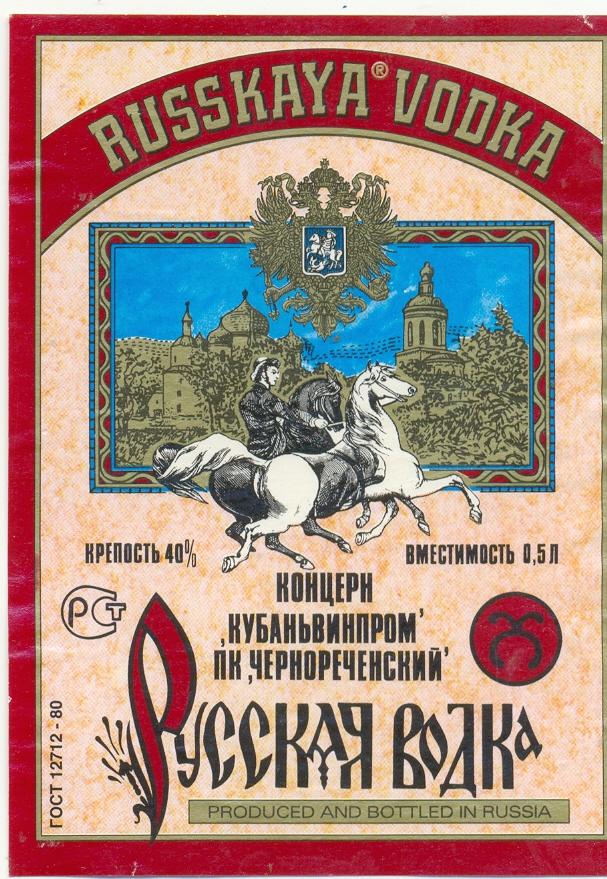 RUSSKAYA® VODKA
КРЕПОСТЬ 40%
ВМЕСТИМОСТЬ 0,5 Л
КОНЦЕРН
‚КУБАНЬВИНПРОМ’
ПК ‚ЧЕРНОРЕЧЕНСКИЙ’
РСТ
ГОСТ 12712 - 80
РУССКАЯ ВОДКА
PRODUCED AND BOTTLED IN RUSSIA